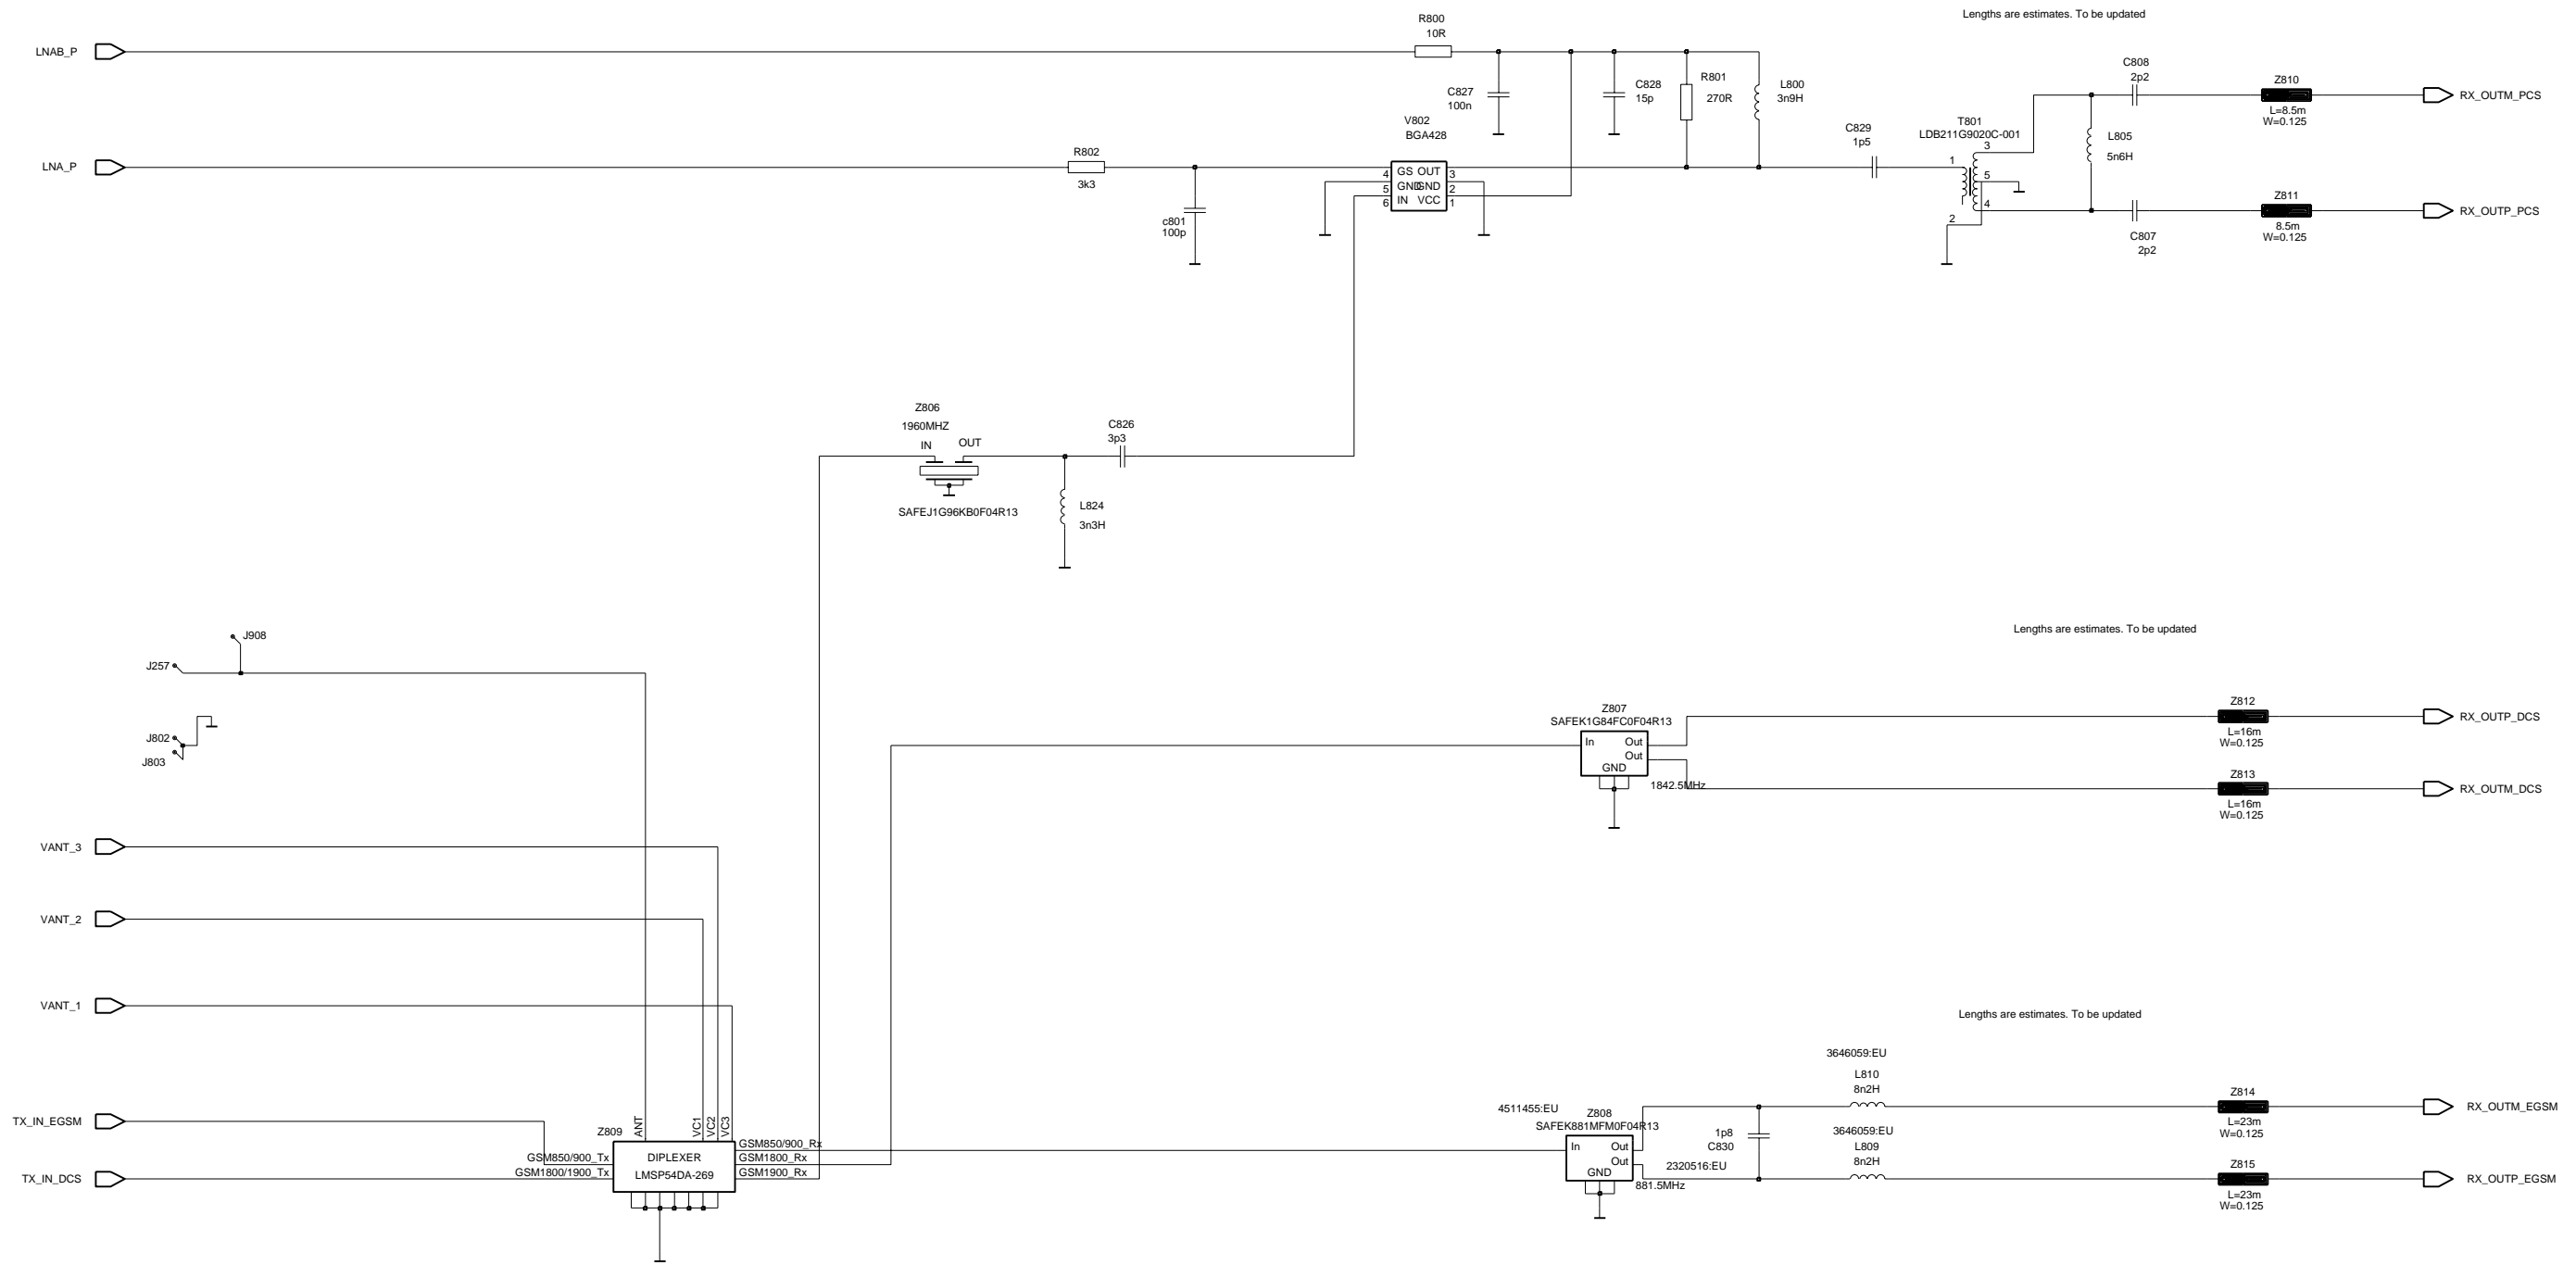 Lengths are estimates. To be updated
R800
10R
LNAB_P
C827
100n
C828
15p
R801
270R
L800
3n9H
C808
2p2
Z810
L=8.5m
W=0.125
RX_OUTM_PCS
V802
BGA428
C829
1p5
T801
LDB211G9020C-001
1
3
5
4
2
L805
5n6H
LNA_P
R802
3k3
c801
100p
GS OUT
GND GND
IN VCC
4
5
6
3
2
1
Z811
8.5m
W=0.125
RX_OUTP_PCS
C807
2p2
Z806
1960MHZ
IN
OUT
SAFEJ1G96KB0F04R13
C826
3p3
L824
3n3H
J908
J257
J802
J803
Lengths are estimates. To be updated
Z807
SAFEK1G84FC0F04R13
In
Out
Out
GND
1842.5MHz
Z812
L=16m
W=0.125
RX_OUTP_DCS
Z813
L=16m
W=0.125
RX_OUTM_DCS
VANT_3
VANT_2
VANT_1
Lengths are estimates. To be updated
TX_IN_EGSM
TX_IN_DCS
Z809
ANT
VC1
VC2
VC3
GSM850/900_Tx
GSM1800/1900_Tx
DIPLEXER
LMSP54DA-269
GSM850/900_Rx
GSM1800_Rx
GSM1900_Rx
4511455:EU
Z808
SAFEK881MFM0F04R13
In
Out
Out
GND
881.5MHz
2320516:EU
1p8
C830
3646059:EU
L810
8n2H
3646059:EU
L809
8n2H
Z814
L=23m
W=0.125
RX_OUTM_EGSM
Z815
L=23m
W=0.125
RX_OUTP_EGSM